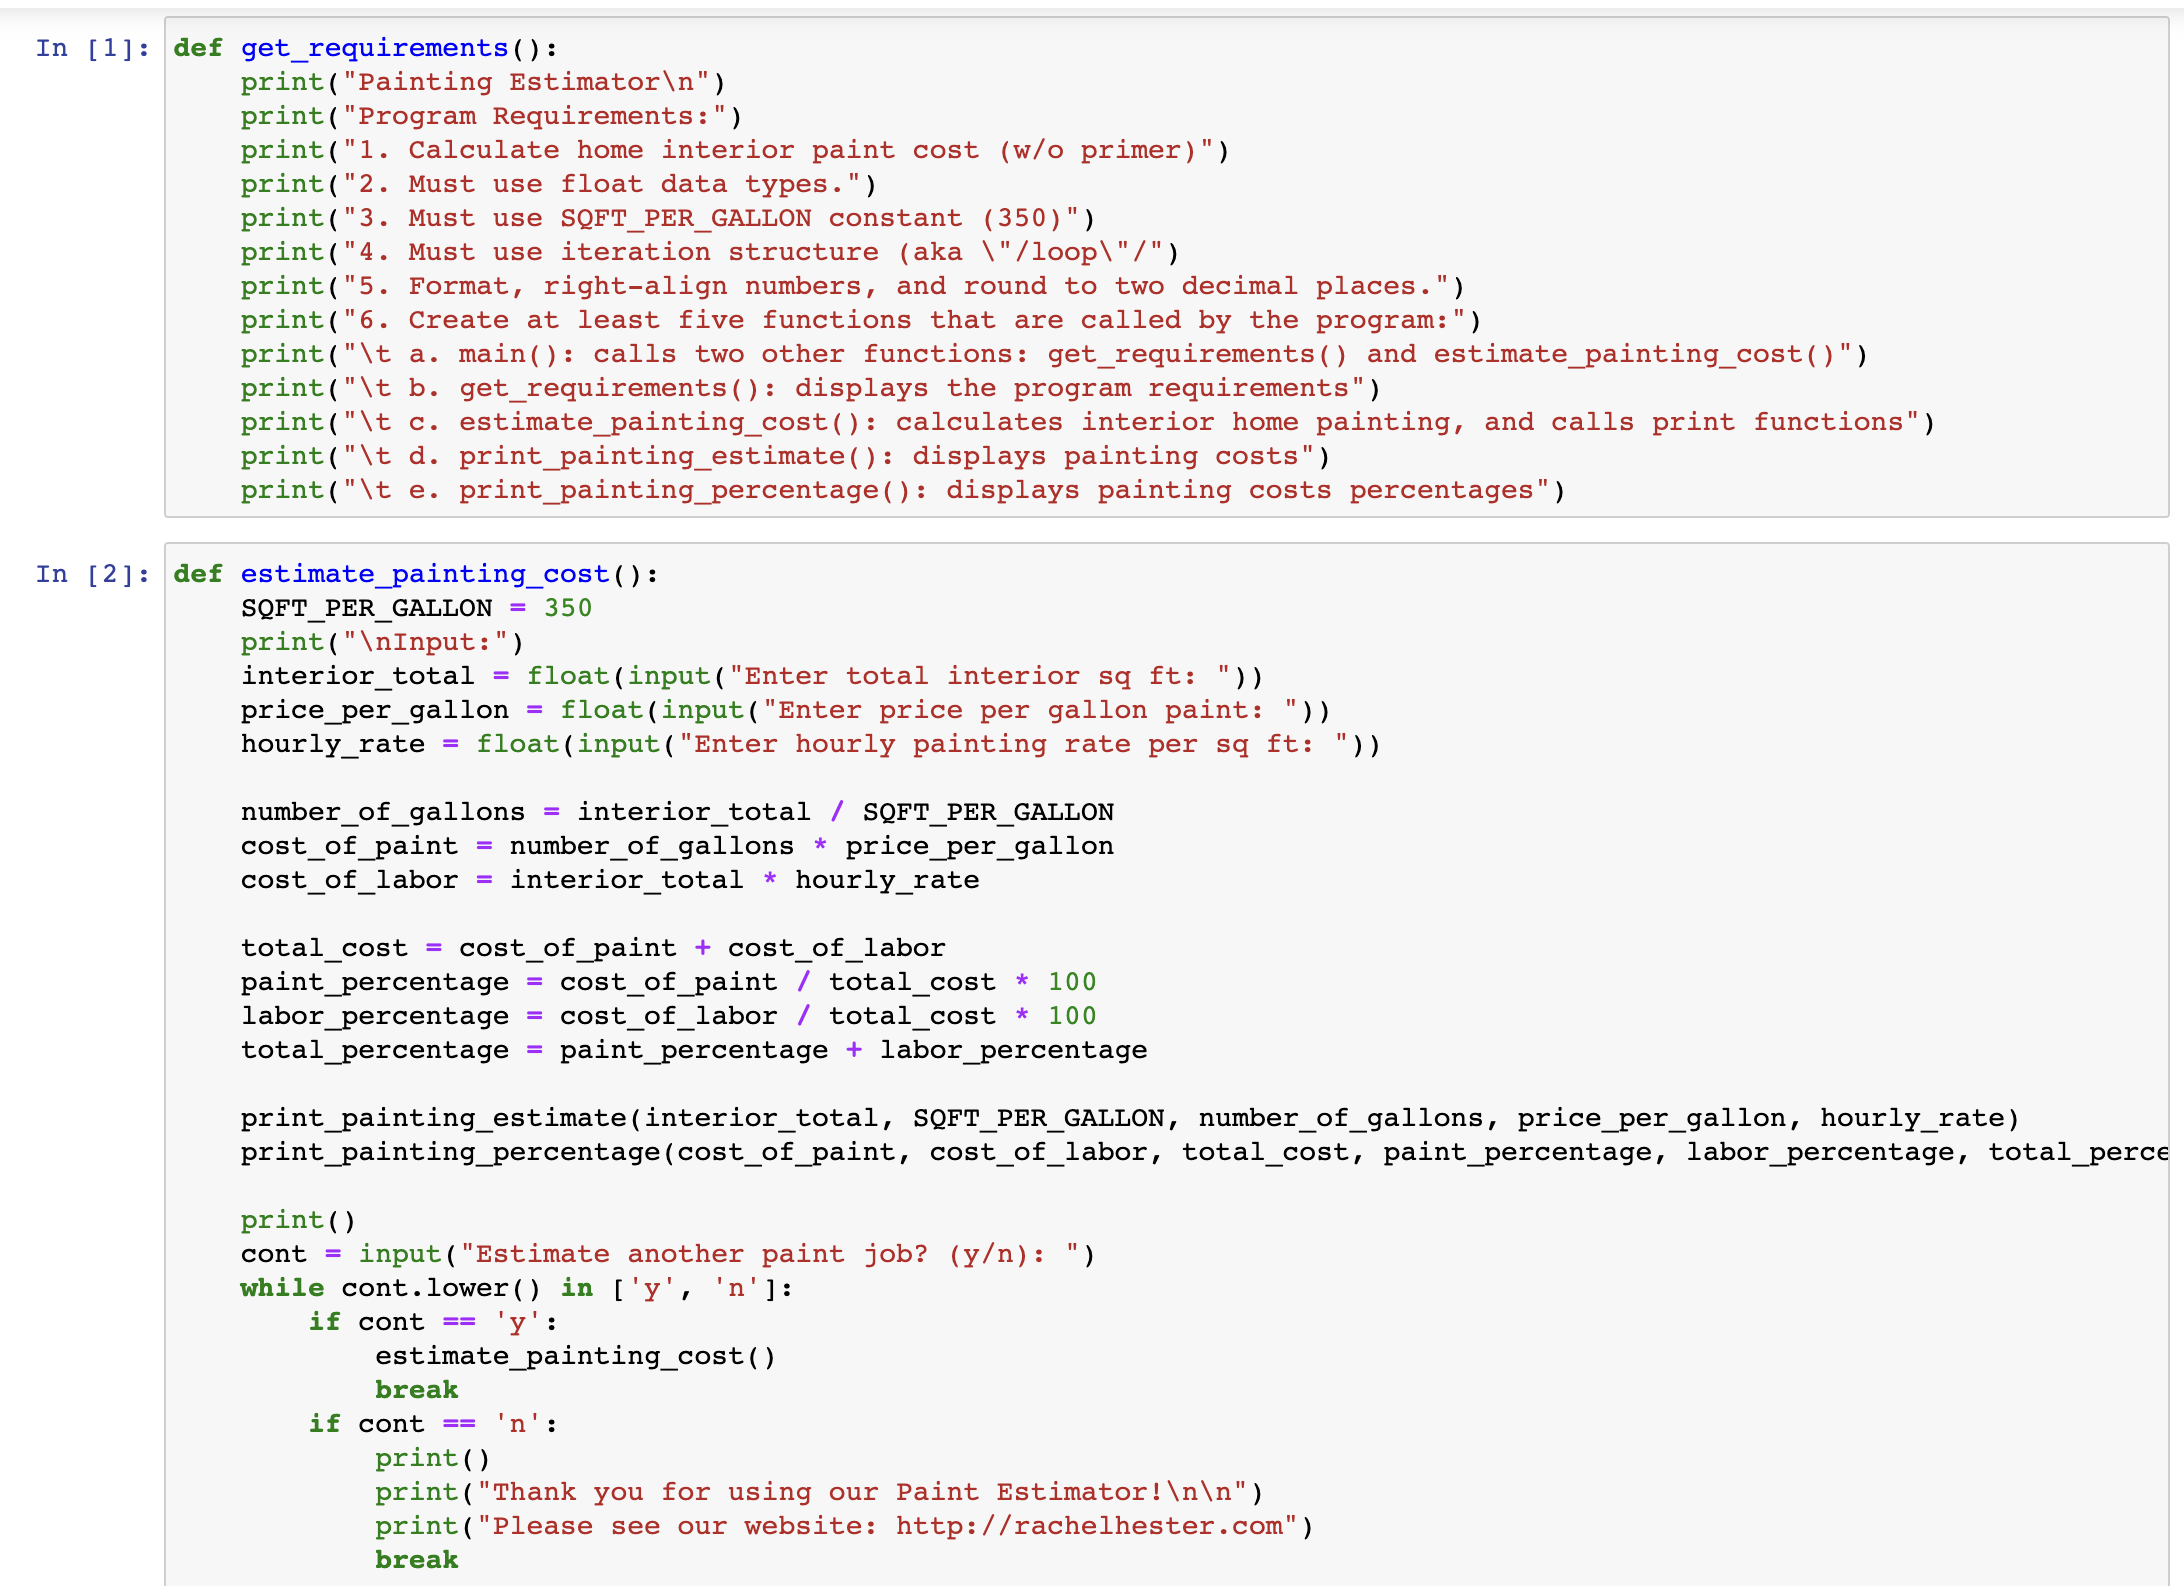 In [1]: def get_requirements():
    print("Painting Estimator\n")
    print("Program Requirements:")
    print("1. Calculate home interior paint cost (w/o primer)")
    print("2. Must use float data types.")
    print("3. Must use SQFT_PER_GALLON constant (350)")
    print("4. Must use iteration structure (aka \"/loop\"/")
    print("5. Format, right-align numbers, and round to two decimal places.")
    print("6. Create at least five functions that are called by the program:")
    print("\t a. main(): calls two other functions: get_requirements() and estimate_painting_cost()")
    print("\t b. get_requirements(): displays the program requirements")
    print("\t c. estimate_painting_cost(): calculates interior home painting, and calls print functions")
    print("\t d. print_painting_estimate(): displays painting costs")
    print("\t e. print_painting_percentage(): displays painting costs percentages")
In [2]: def estimate_painting_cost():
    SQFT_PER_GALLON = 350
    print("\nInput:")
    interior_total = float(input("Enter total interior sq ft: "))
    price_per_gallon = float(input("Enter price per gallon paint: "))
    hourly_rate = float(input("Enter hourly painting rate per sq ft: "))
    number_of_gallons = interior_total / SQFT_PER_GALLON
    cost_of_paint = number_of_gallons * price_per_gallon
    cost_of_labor = interior_total * hourly_rate
    total_cost = cost_of_paint + cost_of_labor
    paint_percentage = cost_of_paint / total_cost * 100
    labor_percentage = cost_of_labor / total_cost * 100
    total_percentage = paint_percentage + labor_percentage
    print_painting_estimate(interior_total, SQFT_PER_GALLON, number_of_gallons, price_per_gallon, hourly_rate)
    print_painting_percentage(cost_of_paint, cost_of_labor, total_cost, paint_percentage, labor_percentage, total_perce
    print()
    cont = input("Estimate another paint job? (y/n): ")
    while cont.lower() in ['y', 'n']:
        if cont == 'y':
            estimate_painting_cost()
            break
        if cont == 'n':
            print()
            print("Thank you for using our Paint Estimator!\n\n")
            print("Please see our website: http://rachelhester.com")
            break